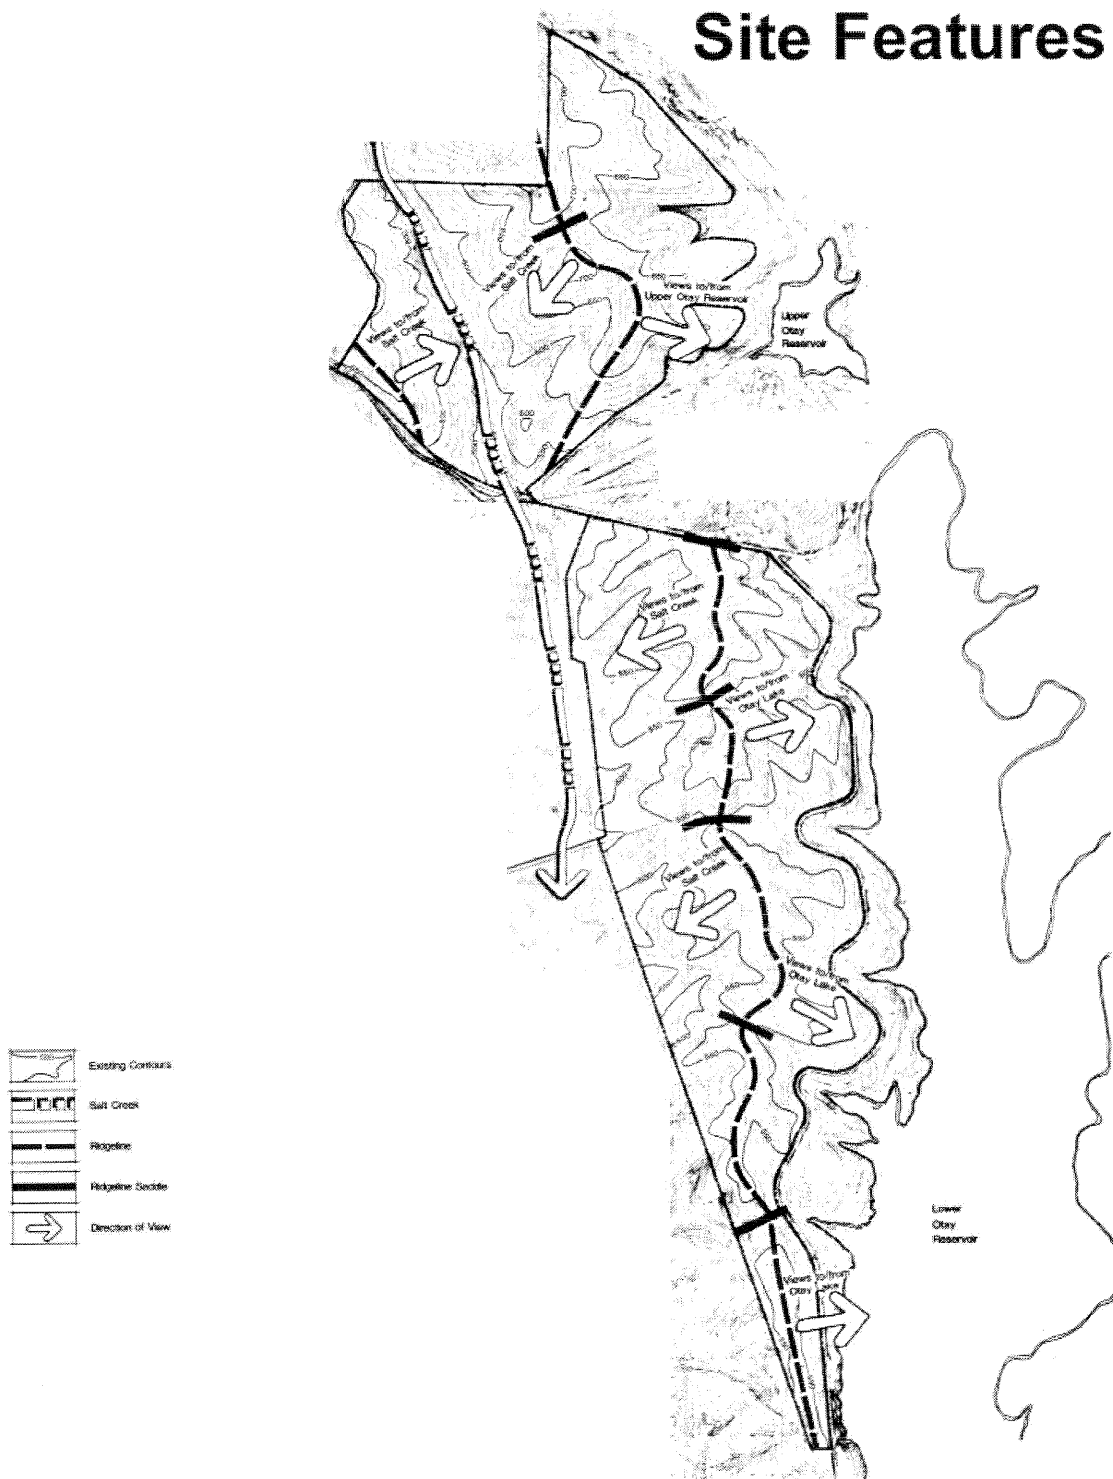 Site Features
Views to/from
Salt Creek
Views to/from
Upper Otay Reservoir
Upper
Otay
Reservoir
Views to/from
Salt Creek
600
Views to/from
Salt Creek
Views to/from
Otay Lake
Views to/from
Salt Creek
Views to/from
Otay Lake
Existing Contours
Salt Creek
Ridgeline
Ridgeline Saddle
Direction of View
Lower
Otay
Reservoir
Views to/from
Otay Lake